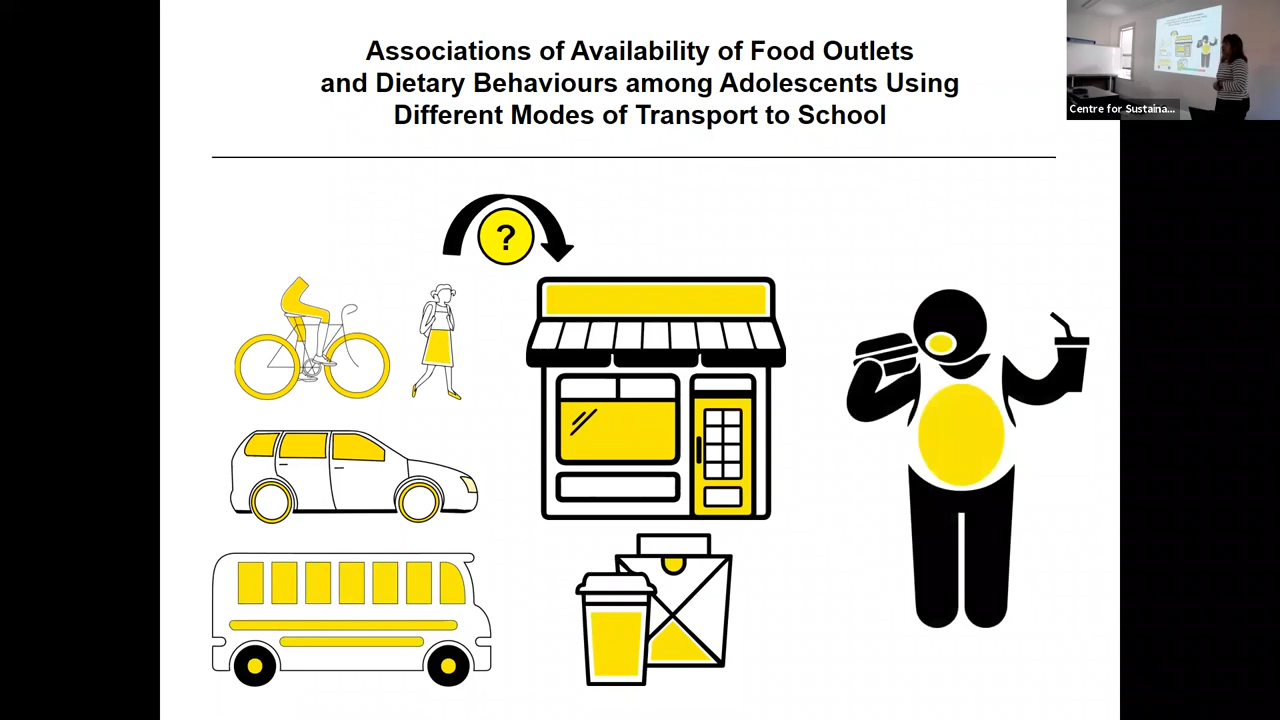 Associations of Availability of Food Outlets
and Dietary Behaviours among Adolescents Using
Different Modes of Transport to School
?
Centre for Sustaina...